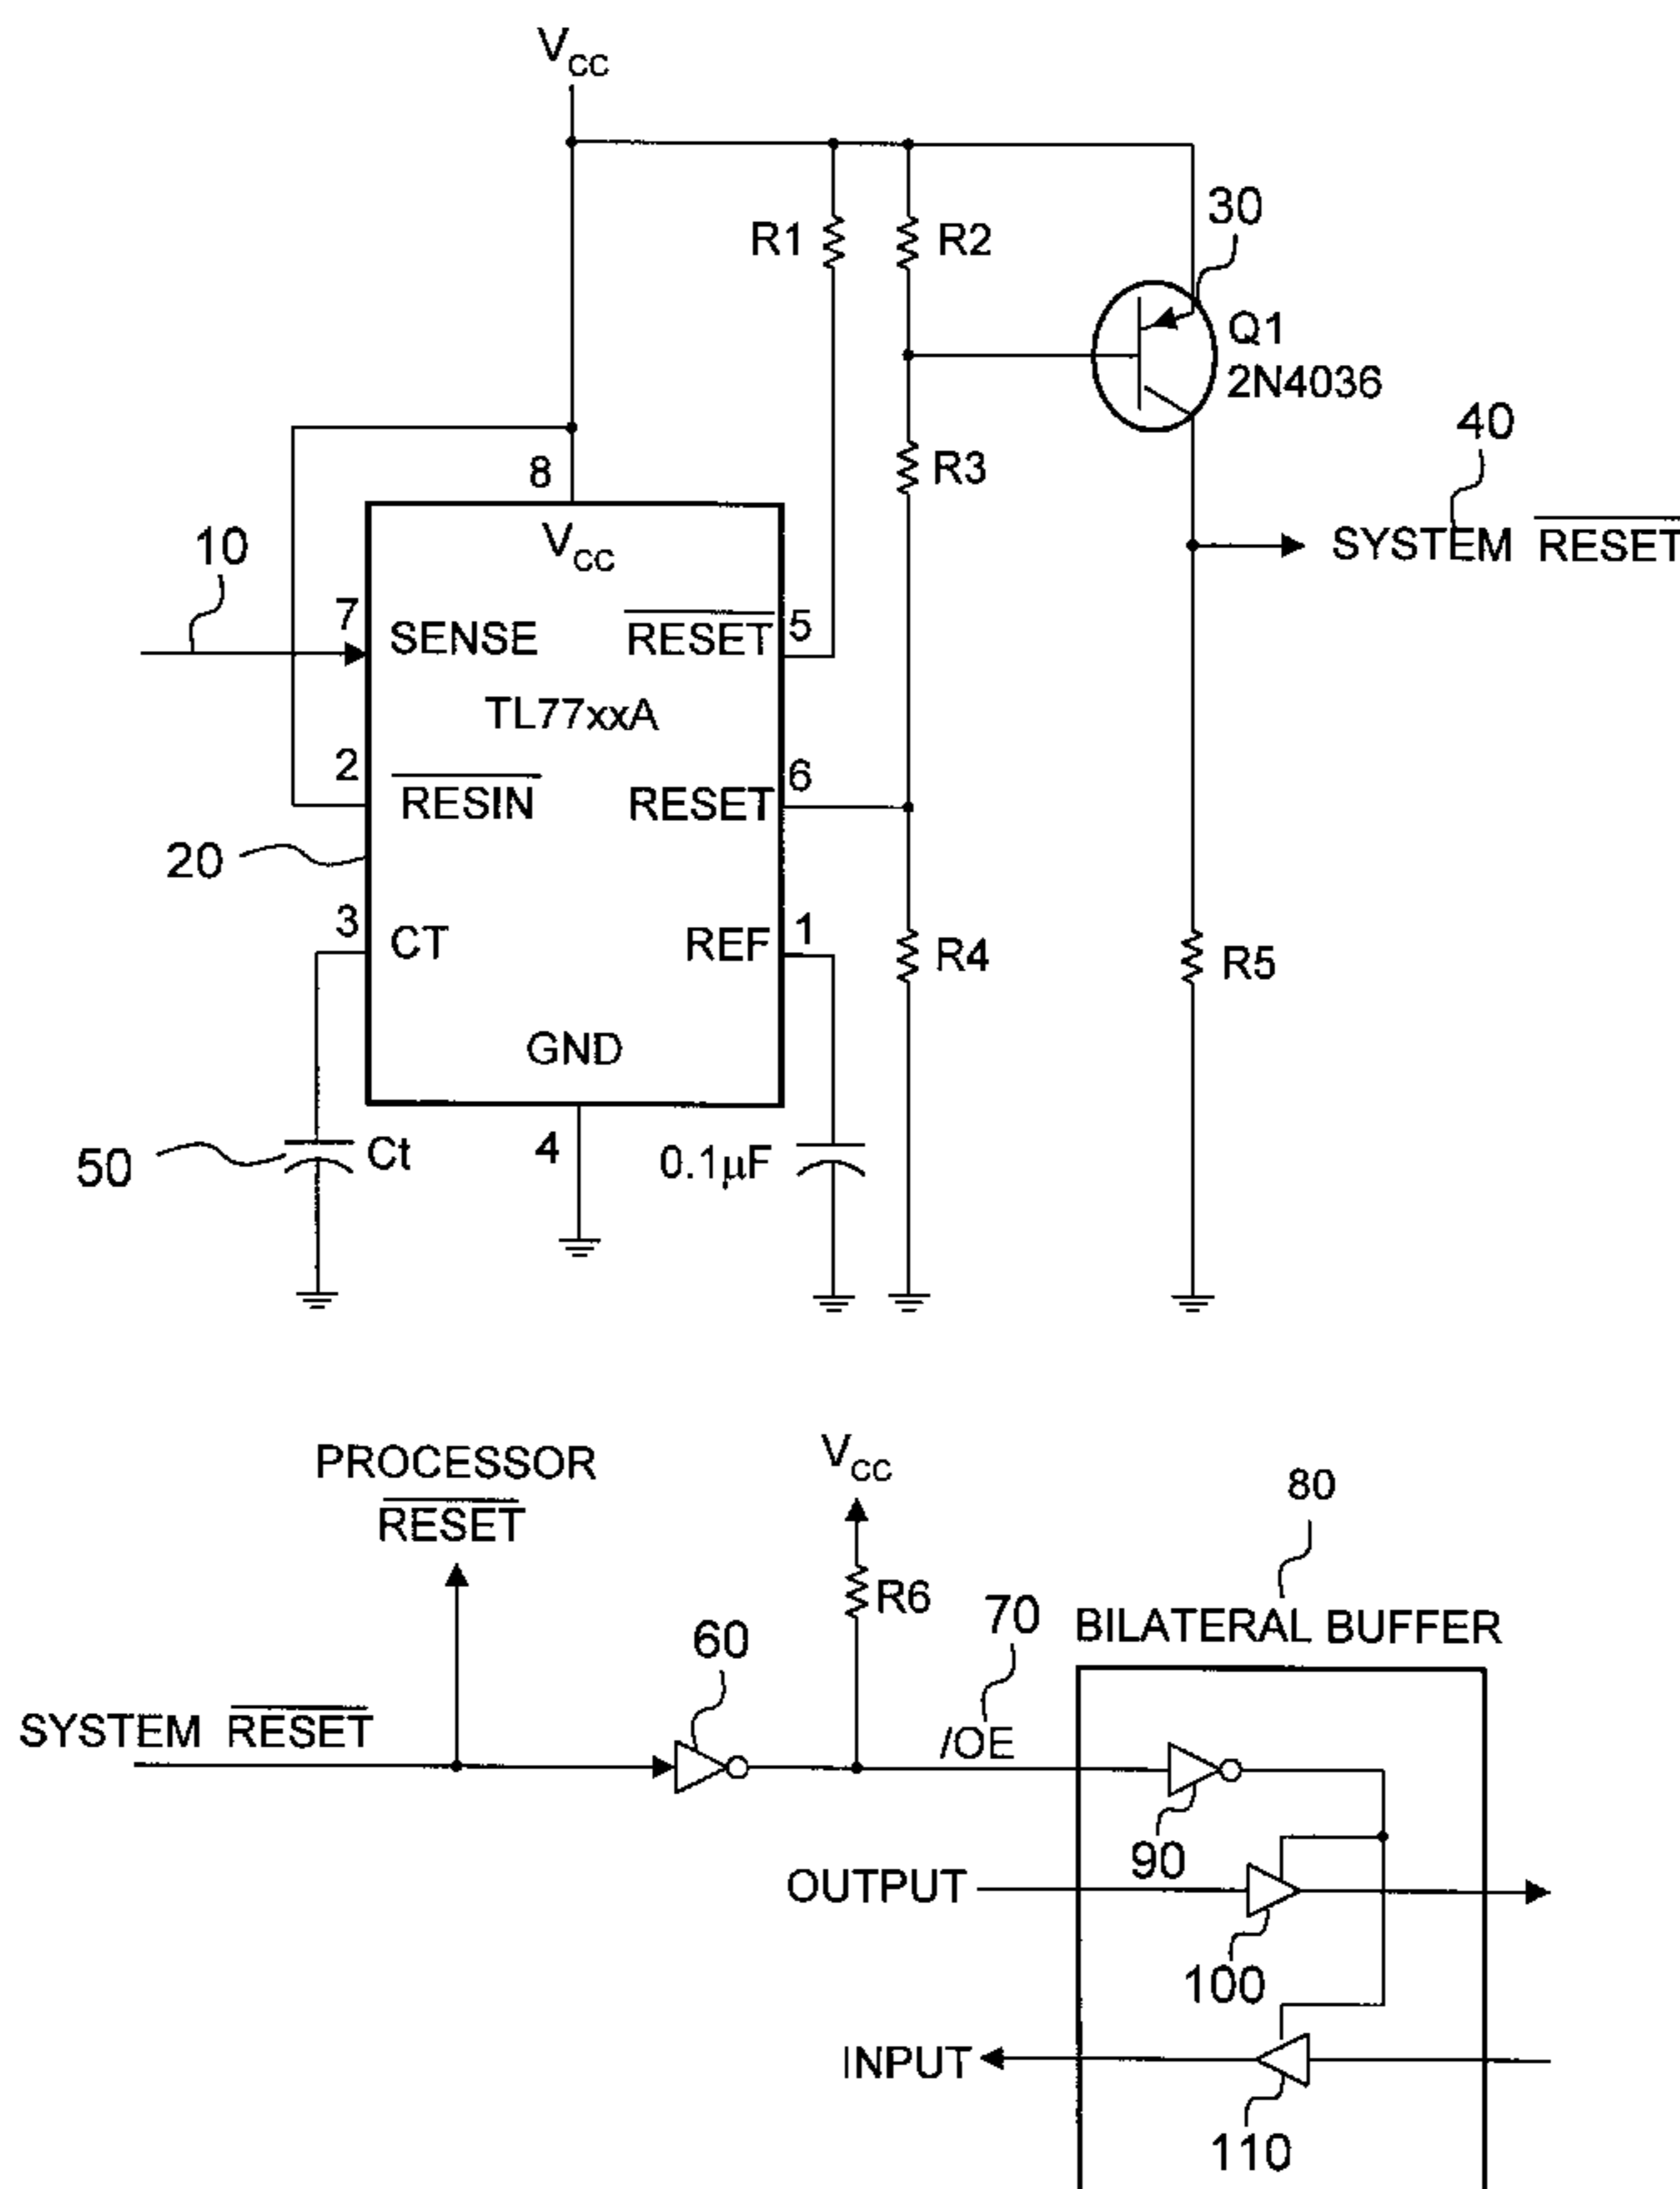 VCC
30
R1
R2
Q1
2N4036
40
R3
8
SYSTEM RESET
10
VCC
7
SENSE
RESET
5
TL77xxA
2
6
RESIN
RESET
20
3
CT
REF
1
R4
R5
GND
50
Ct
4
0.1µF
PROCESSOR
RESET
VCC
80
R6
70
BILATERAL BUFFER
60
SYSTEM RESET
/OE
90
OUTPUT
100
INPUT
110